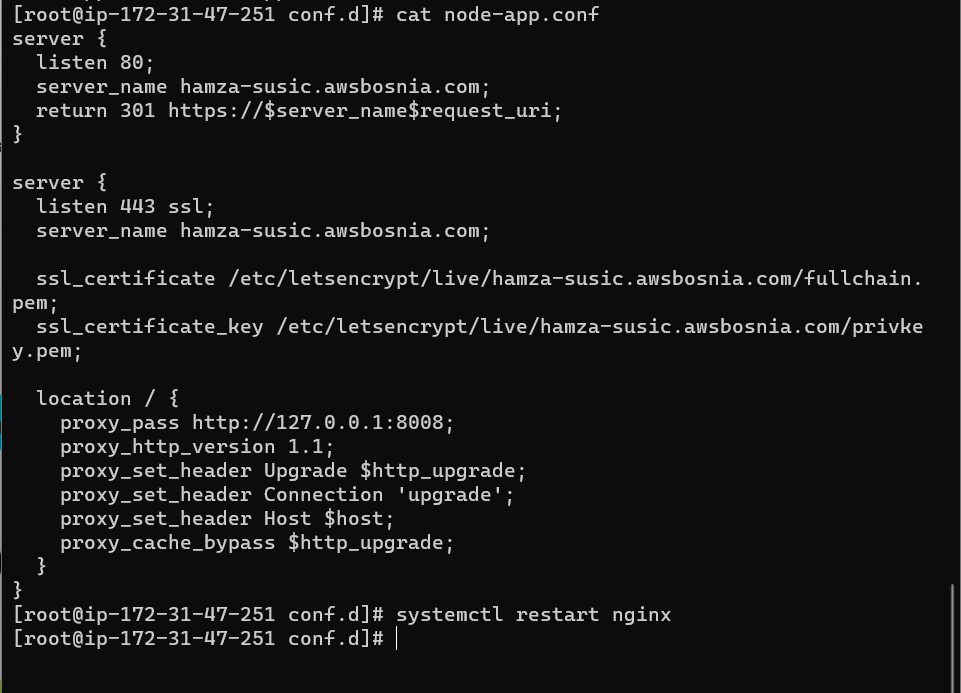 [root@ip-172-31-47-251 conf.d]# cat node-app.conf
server {
  listen 80;
  server_name hamza-susic.awsbosnia.com;
  return 301 https://$server_name$request_uri;
}

server {
  listen 443 ssl;
  server_name hamza-susic.awsbosnia.com;

  ssl_certificate /etc/letsencrypt/live/hamza-susic.awsbosnia.com/fullchain.
pem;
  ssl_certificate_key /etc/letsencrypt/live/hamza-susic.awsbosnia.com/privke
y.pem;

  location / {
    proxy_pass http://127.0.0.1:8008;
    proxy_http_version 1.1;
    proxy_set_header Upgrade $http_upgrade;
    proxy_set_header Connection 'upgrade';
    proxy_set_header Host $host;
    proxy_cache_bypass $http_upgrade;
  }
}
[root@ip-172-31-47-251 conf.d]# systemctl restart nginx
[root@ip-172-31-47-251 conf.d]#